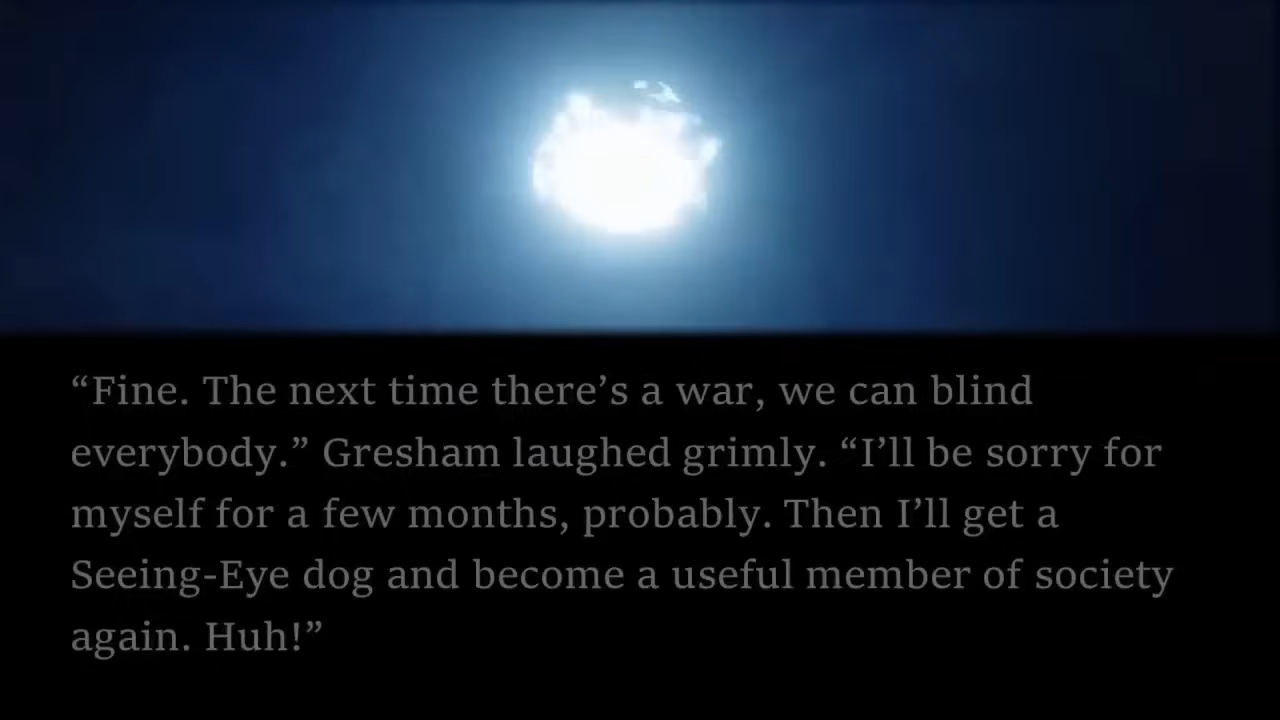 “Fine. The next time there’s a war, we can blind
everybody.” Gresham laughed grimly. “I’ll be sorry for
myself for a few months, probably. Then I’ll get a
Seeing-Eye dog and become a useful member of society
again. Huh!”